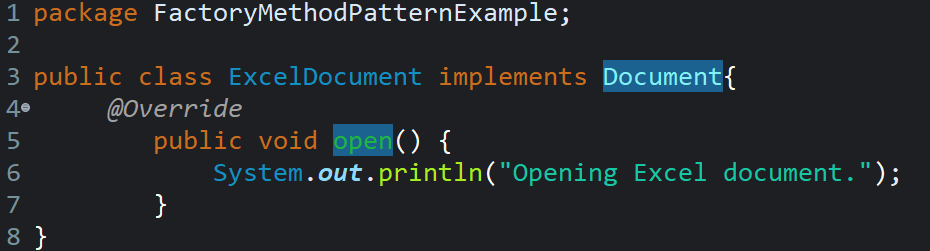 1 package FactoryMethodPatternExample;
2
3 public class ExcelDocument implements Document{
4     @Override
5        public void open() {
6            System.out.println("Opening Excel document.");
7        }
8 }